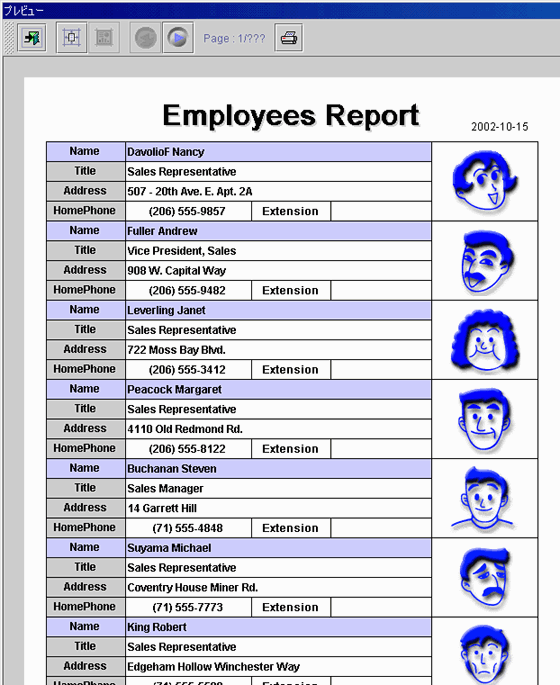 プレビュー
Page : 1/???
Employees Report
2002-10-15
Name DavolioF Nancy
Title Sales Representative
Address 507 - 20th Ave. E. Apt. 2A
HomePhone (206) 555-9857 Extension
Name Fuller Andrew
Title Vice President, Sales
Address 908 W. Capital Way
HomePhone (206) 555-9482 Extension
Name Leverling Janet
Title Sales Representative
Address 722 Moss Bay Blvd.
HomePhone (206) 555-3412 Extension
Name Peacock Margaret
Title Sales Representative
Address 4110 Old Redmond Rd.
HomePhone (206) 555-8122 Extension
Name Buchanan Steven
Title Sales Manager
Address 14 Garrett Hill
HomePhone (71) 555-4848 Extension
Name Suyama Michael
Title Sales Representative
Address Coventry House Miner Rd.
HomePhone (71) 555-7773 Extension
Name King Robert
Title Sales Representative
Address Edgeham Hollow Winchester Way
HomePhone Extension